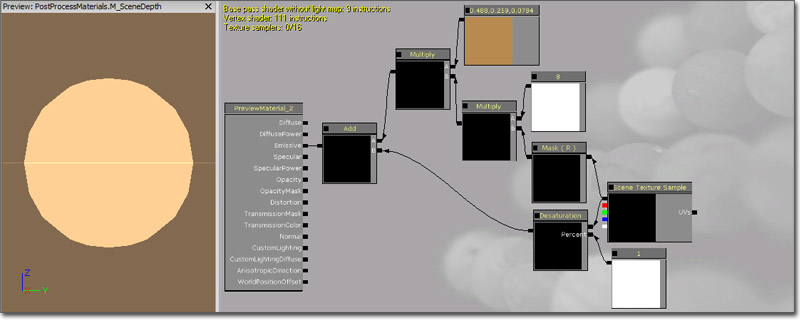 Preview: PostProcessMaterials.M_SceneDepth
Base pass shader without light map: 9 instructions
Vertex shader: 111 instructions
Texture samplers: 0/16
0.488,0.259,0.0784
Multiply
A
B
8
PreviewMaterial_2
Multiply
A
B
Diffuse
Add
A
B
DiffusePower
Emissive
Mask ( R )
Specular
SpecularPower
Opacity
Scene Texture Sample
OpacityMask
Distortion
UVs
TransmissionMask
Desaturation
TransmissionColor
Percent
Normal
CustomLighting
1
CustomLightingDiffuse
AnisotropicDirection
WorldPositionOffset
Z
Y